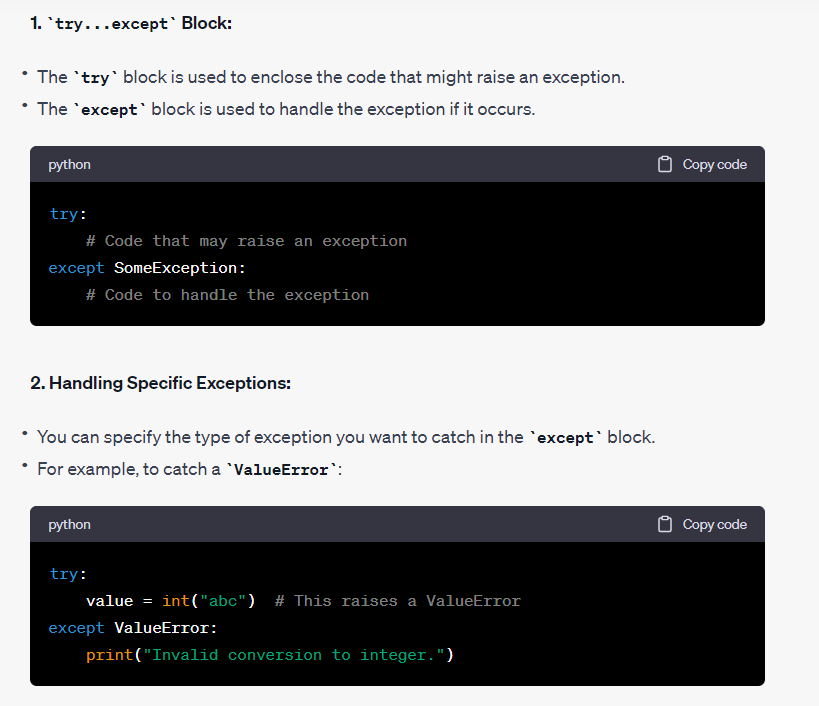 1. `try...except` Block:
• The `try` block is used to enclose the code that might raise an exception.
• The `except` block is used to handle the exception if it occurs.
python Copy code
try:
    # Code that may raise an exception
except SomeException:
    # Code to handle the exception
2. Handling Specific Exceptions:
• You can specify the type of exception you want to catch in the `except` block.
• For example, to catch a `ValueError`:
python Copy code
try:
    value = int("abc")  # This raises a ValueError
except ValueError:
    print("Invalid conversion to integer.")